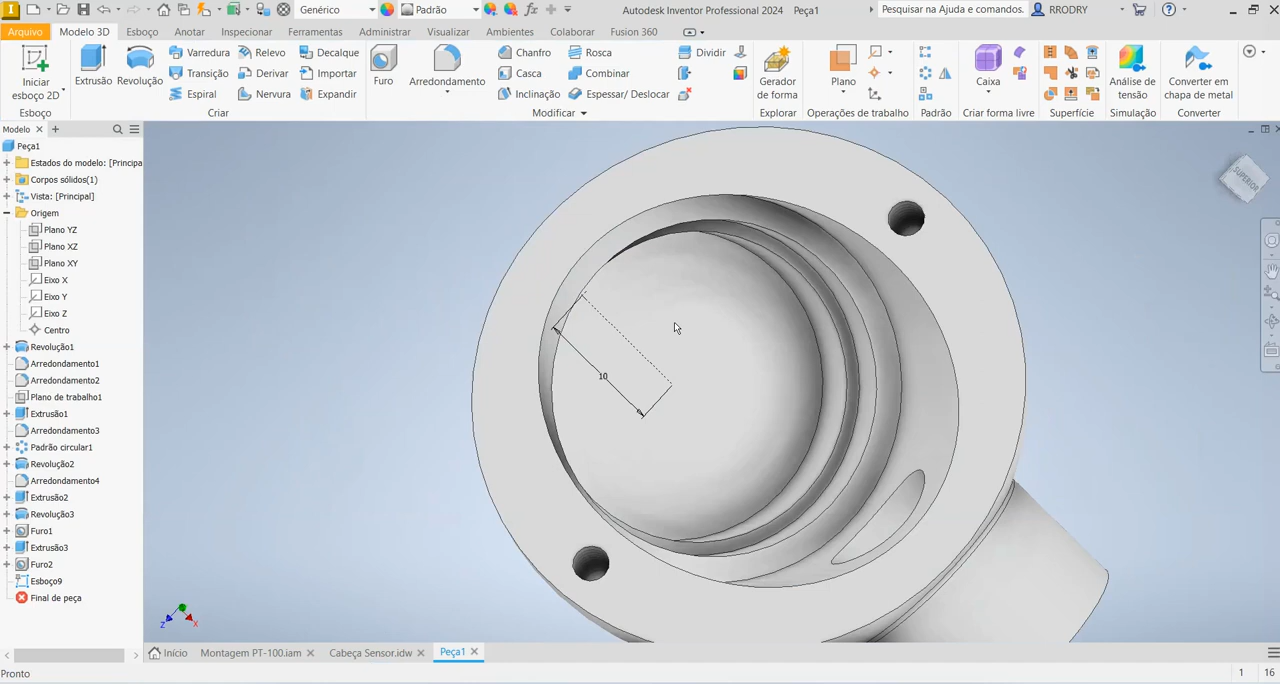 Genérico
Padrão
Autodesk Inventor Professional 2024 Peça1
Pesquisar na Ajuda e comandos.
RRODRY
Arquivo
Modelo 3D
Esboço
Anotar
Inspecionar
Ferramentas
Administrar
Visualizar
Ambientes
Colaborar
Fusion 360
Iniciar
esboço 2D
Extrusão
Revolução
Varredura
Relevo
Decalque
Transição
Derivar
Importar
Espiral
Nervura
Expandir
Furo
Arredondamento
Chanfro
Rosca
Casca
Combinar
Inclinação
Espessar/ Deslocar
Dividir
Gerador
de forma
Plano
Caixa
Análise de
tensão
Converter em
chapa de metal
Esboço
Criar
Modificar
Explorar
Operações de trabalho
Padrão
Criar forma livre
Superfície
Simulação
Converter
Modelo
Peça1
Estados do modelo: [Principa
Corpos sólidos(1)
Vista: [Principal]
Origem
Plano YZ
Plano XZ
Plano XY
Eixo X
Eixo Y
Eixo Z
Centro
Revolução1
Arredondamento1
Arredondamento2
Plano de trabalho1
Extrusão1
Arredondamento3
Padrão circular1
Revolução2
Arredondamento4
Extrusão2
Revolução3
Furo1
Extrusão3
Furo2
Esboço9
Final de peça
SUPERIOR
10
Z
X
Início
Montagem PT-100.iam
Cabeça Sensor.idw
Peça1
Pronto
1
16